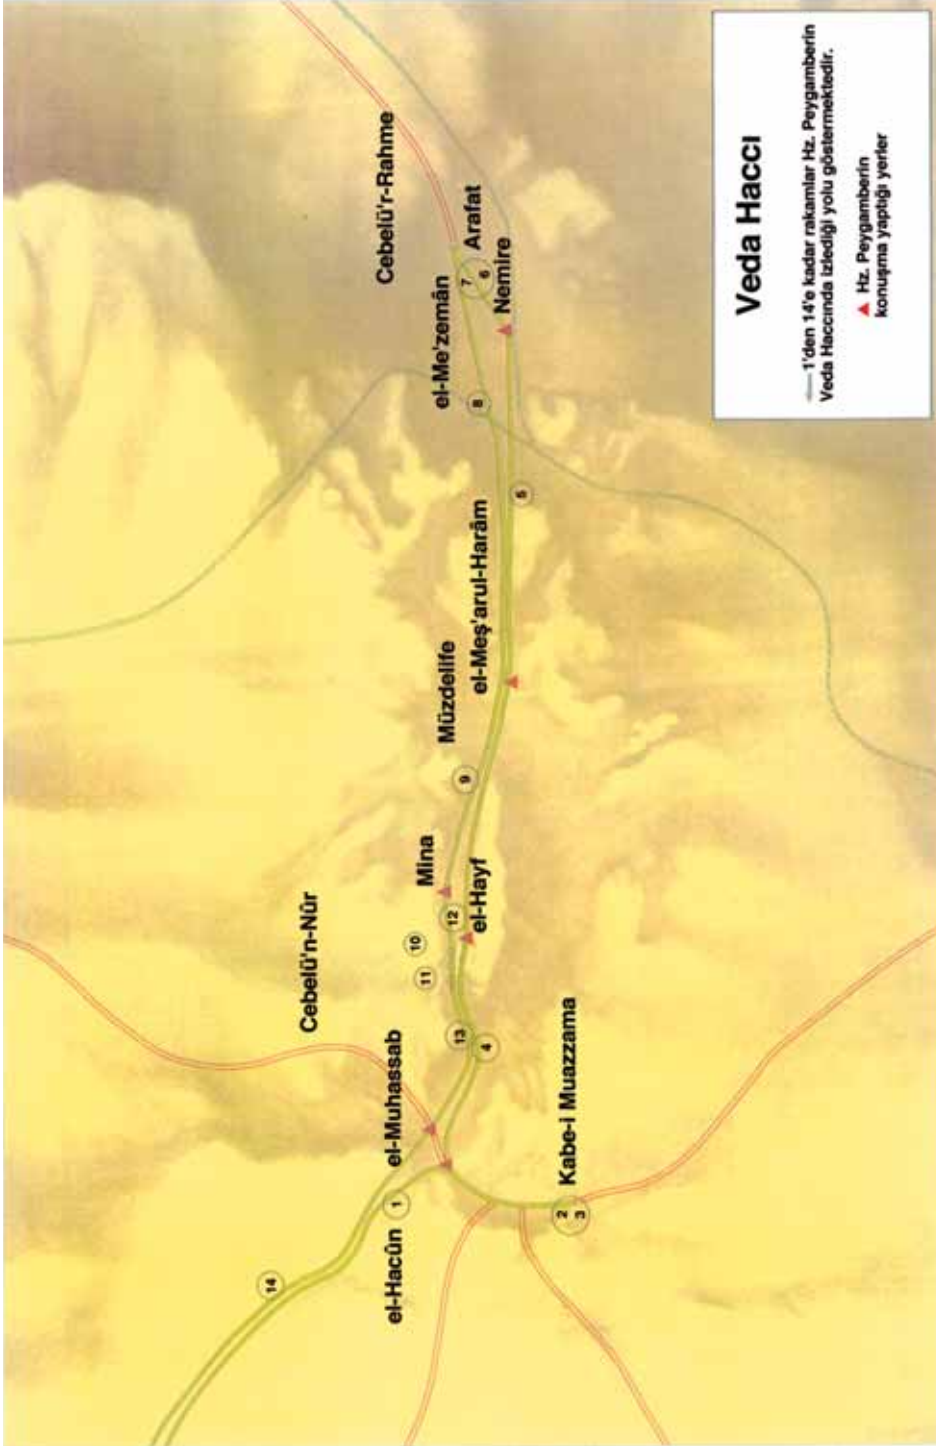 Veda Haccı
1'den 14'e kadar rakamlar Hz. Peygamberin
Veda Haccında izlediği yolu göstermektedir.
Hz. Peygamberin
konuşma yaptığı yerler
Cebelü'r-Rahme
Arafat
7
6
Nemire
el-Me'zemân
8
5
el-Meş'arul-Harâm
Müzdelife
9
Mina
12
el-Hayf
10
11
Cebelü'n-Nûr
13
4
el-Muhassab
Kabe-i Muazzama
2
3
1
el-Hacûn
14